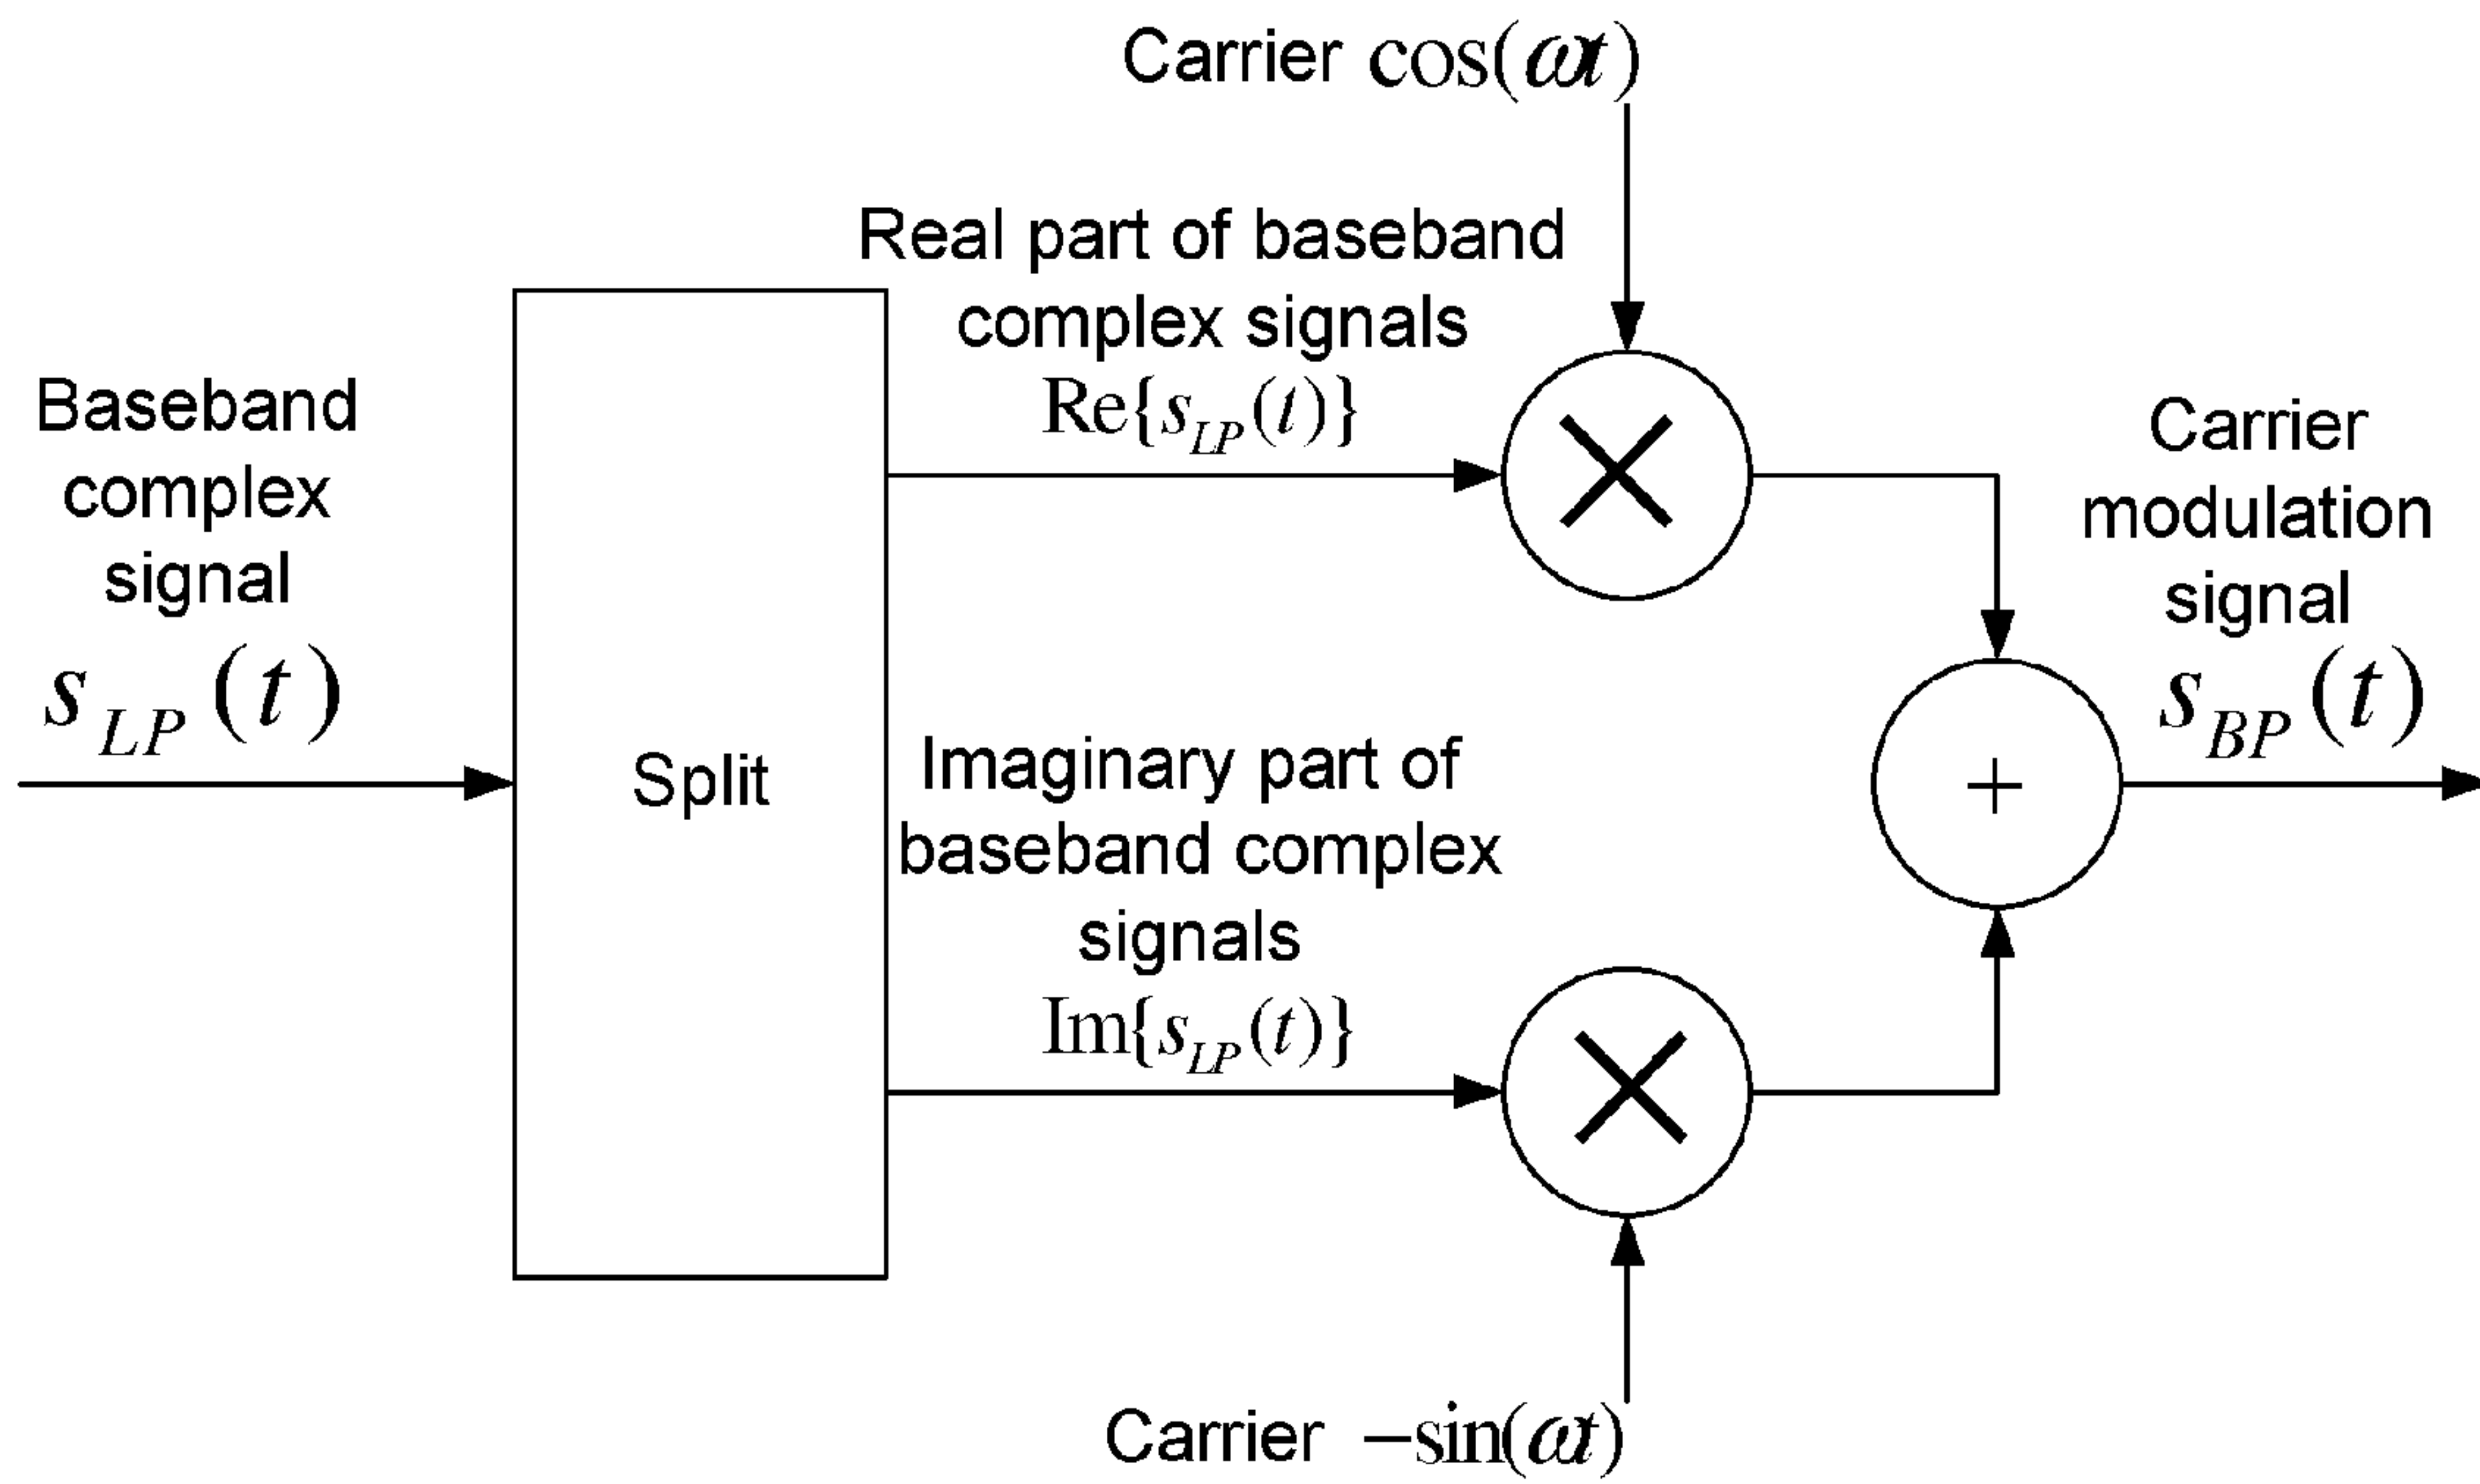 Carrier cos(ωt)
Real part of baseband
complex signals
Re{s_LP(t)}
Baseband
complex
signal
s_LP(t)
Split
Imaginary part of
baseband complex
signals
Im{s_LP(t)}
×
×
+
Carrier
modulation
signal
s_BP(t)
Carrier −sin(ωt)